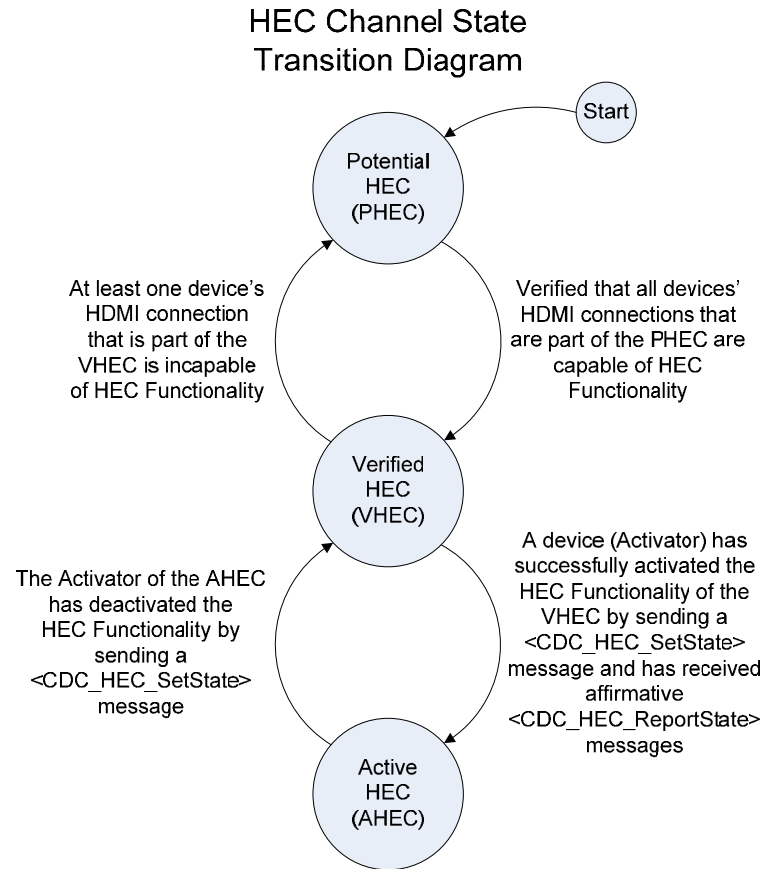 HEC Channel State
Transition Diagram
Start
Potential
HEC
(PHEC)
At least one device's
HDMI connection
that is part of the
VHEC is incapable
of HEC Functionality
Verified that all devices'
HDMI connections that
are part of the PHEC are
capable of HEC
Functionality
Verified
HEC
(VHEC)
The Activator of the AHEC
has deactivated the
HEC Functionality by
sending a
<CDC_HEC_SetState>
message
A device (Activator) has
successfully activated the
HEC Functionality of the
VHEC by sending a
<CDC_HEC_SetState>
message and has received
affirmative
<CDC_HEC_ReportState>
messages
Active
HEC
(AHEC)